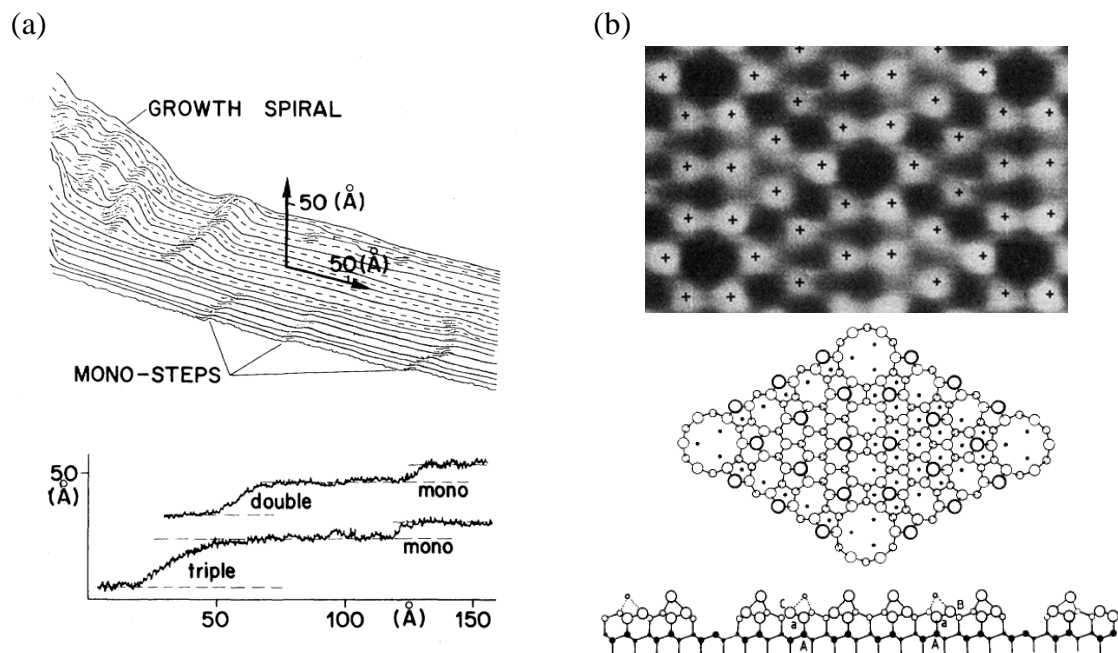 (a)
(b)
GROWTH SPIRAL
50 (Å)
50 (Å)
MONO-STEPS
50
(Å)
double
mono
triple
mono
50
100
(Å)
150
C
B
a
a
A
A